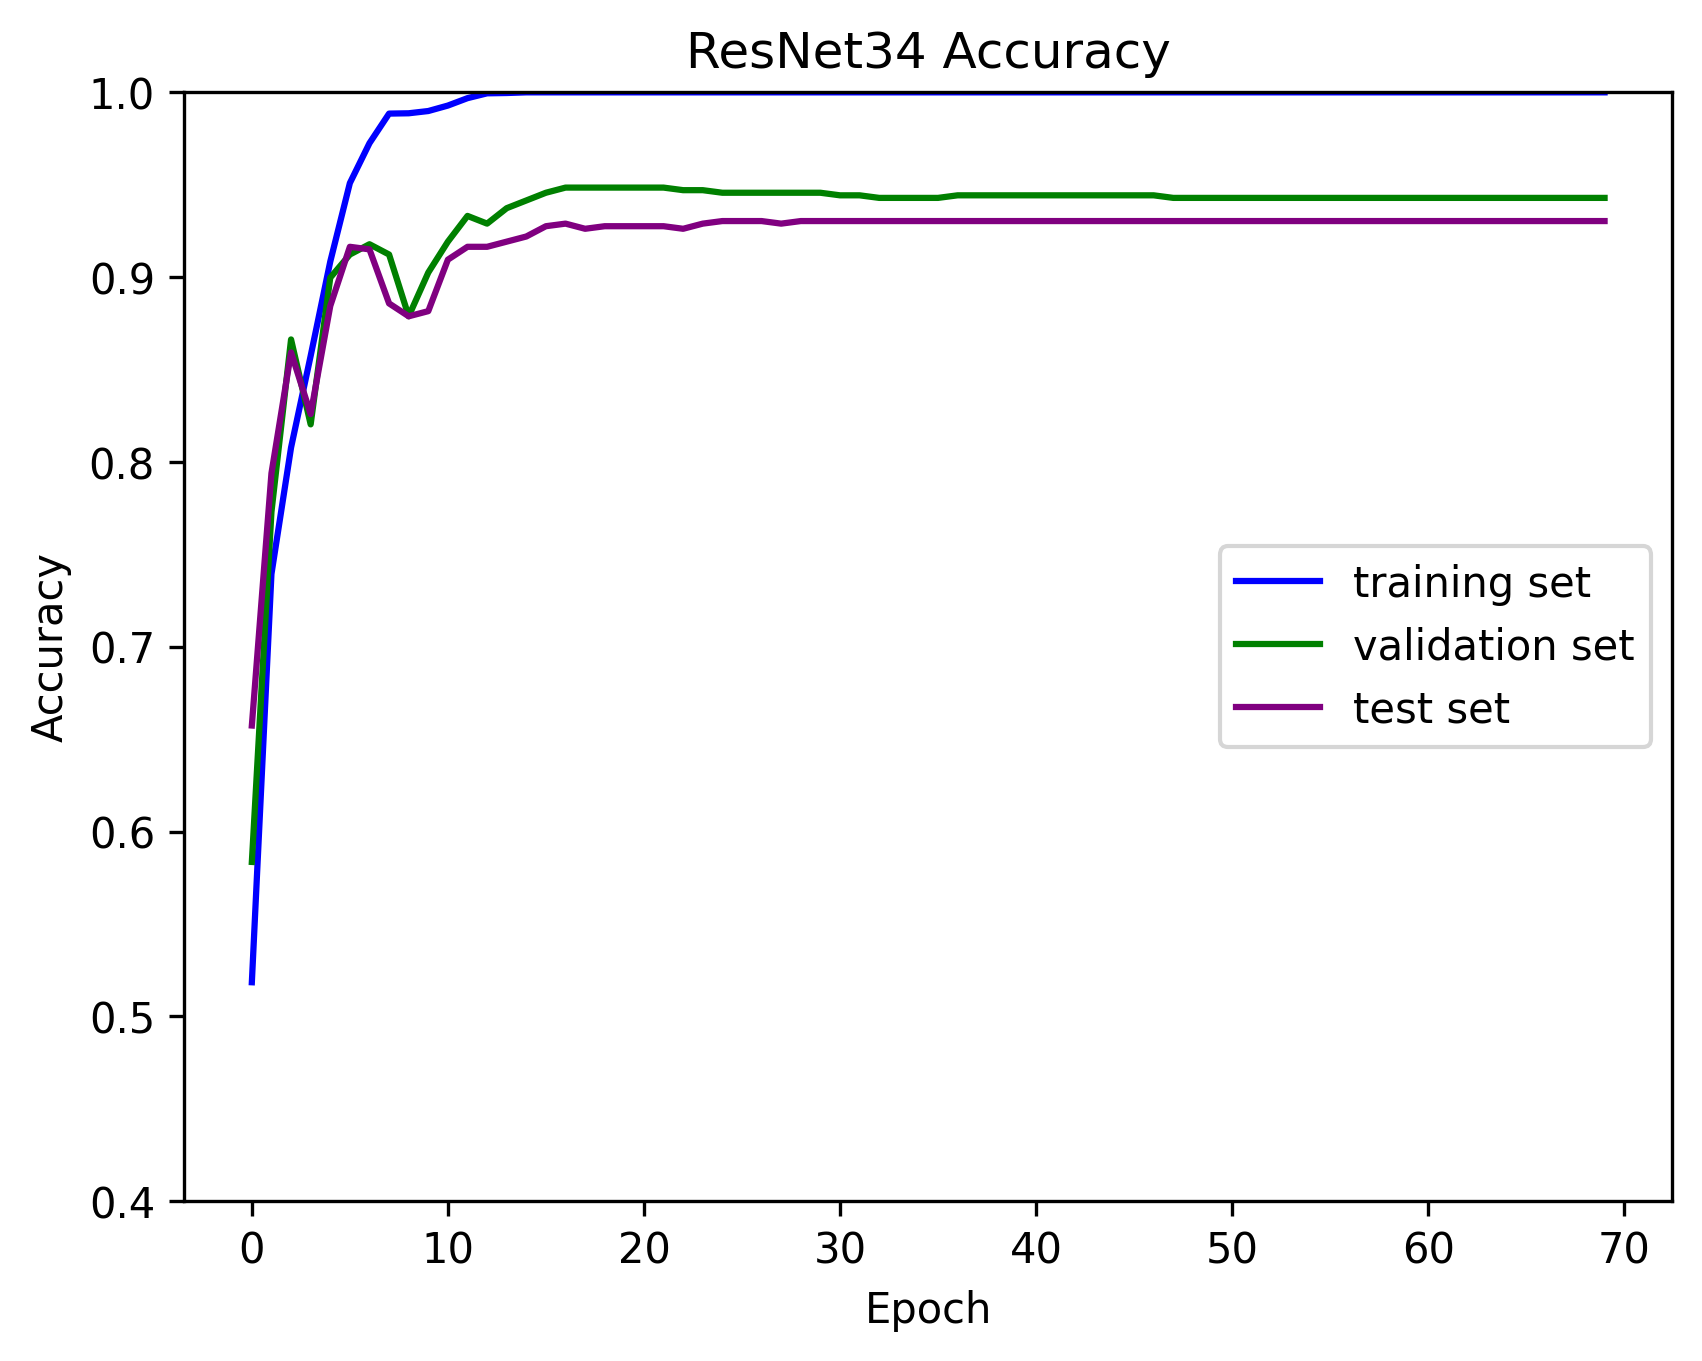 ResNet34 Accuracy
1.0
0.9
0.8
0.7
0.6
0.5
0.4
Accuracy
training set
validation set
test set
0 10 20 30 40 50 60 70
Epoch